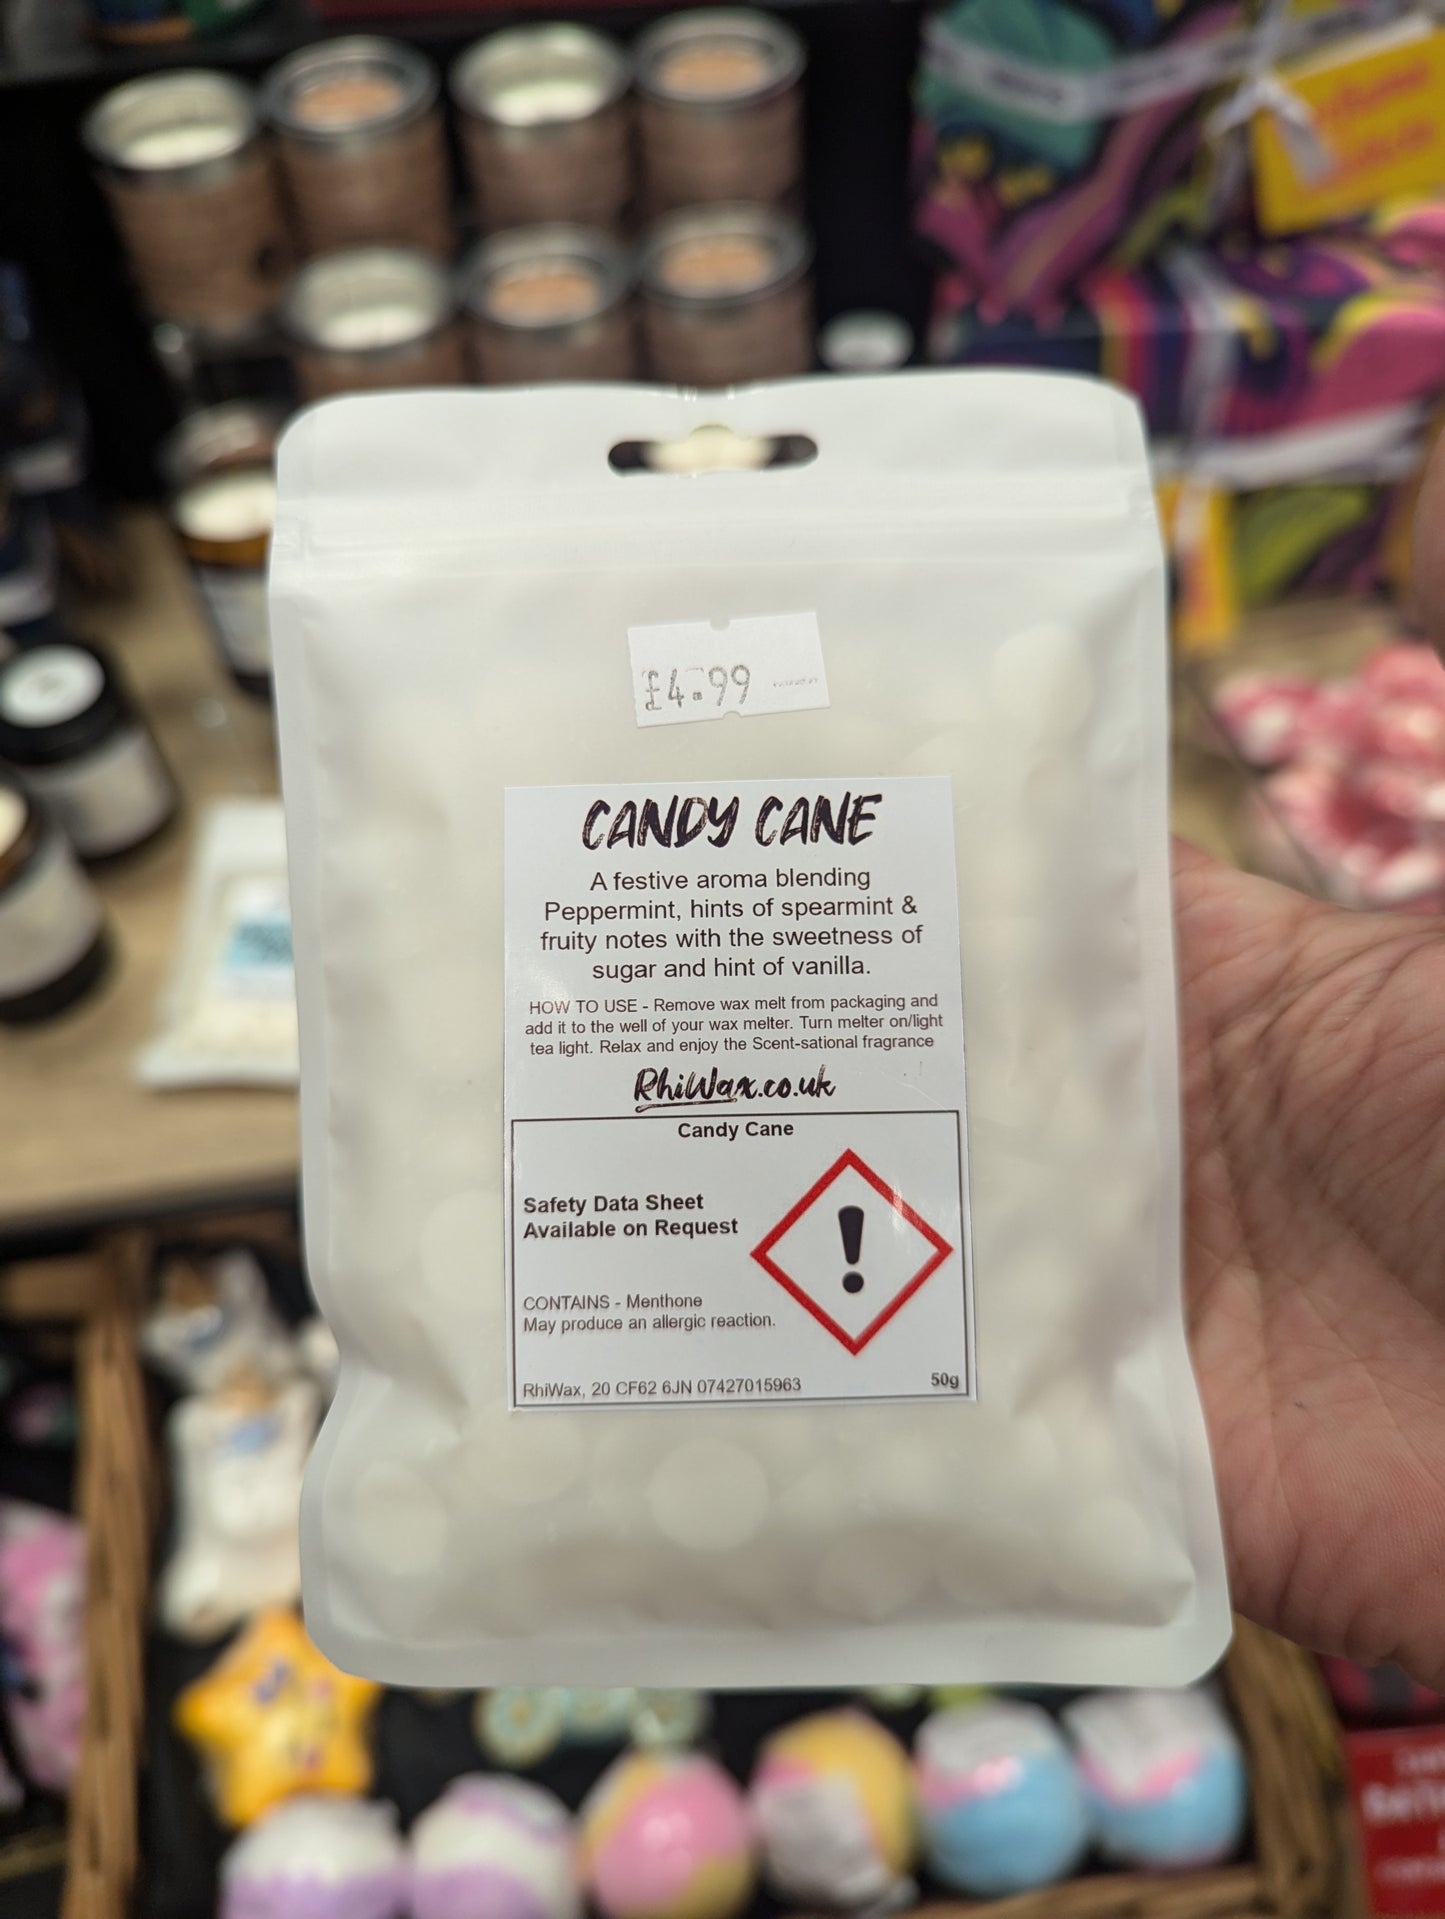 £4.99
CANDY CANE
A festive aroma blending
Peppermint, hints of spearmint &
fruity notes with the sweetness of
sugar and hint of vanilla.
HOW TO USE - Remove wax melt from packaging and
add it to the well of your wax melter. Turn melter on/light
tea light. Relax and enjoy the Scent-sational fragrance
RhiWax.co.uk
Candy Cane
Safety Data Sheet
Available on Request
CONTAINS - Menthone
May produce an allergic reaction.
RhiWax, 20 CF62 6JN 07427015963
50g